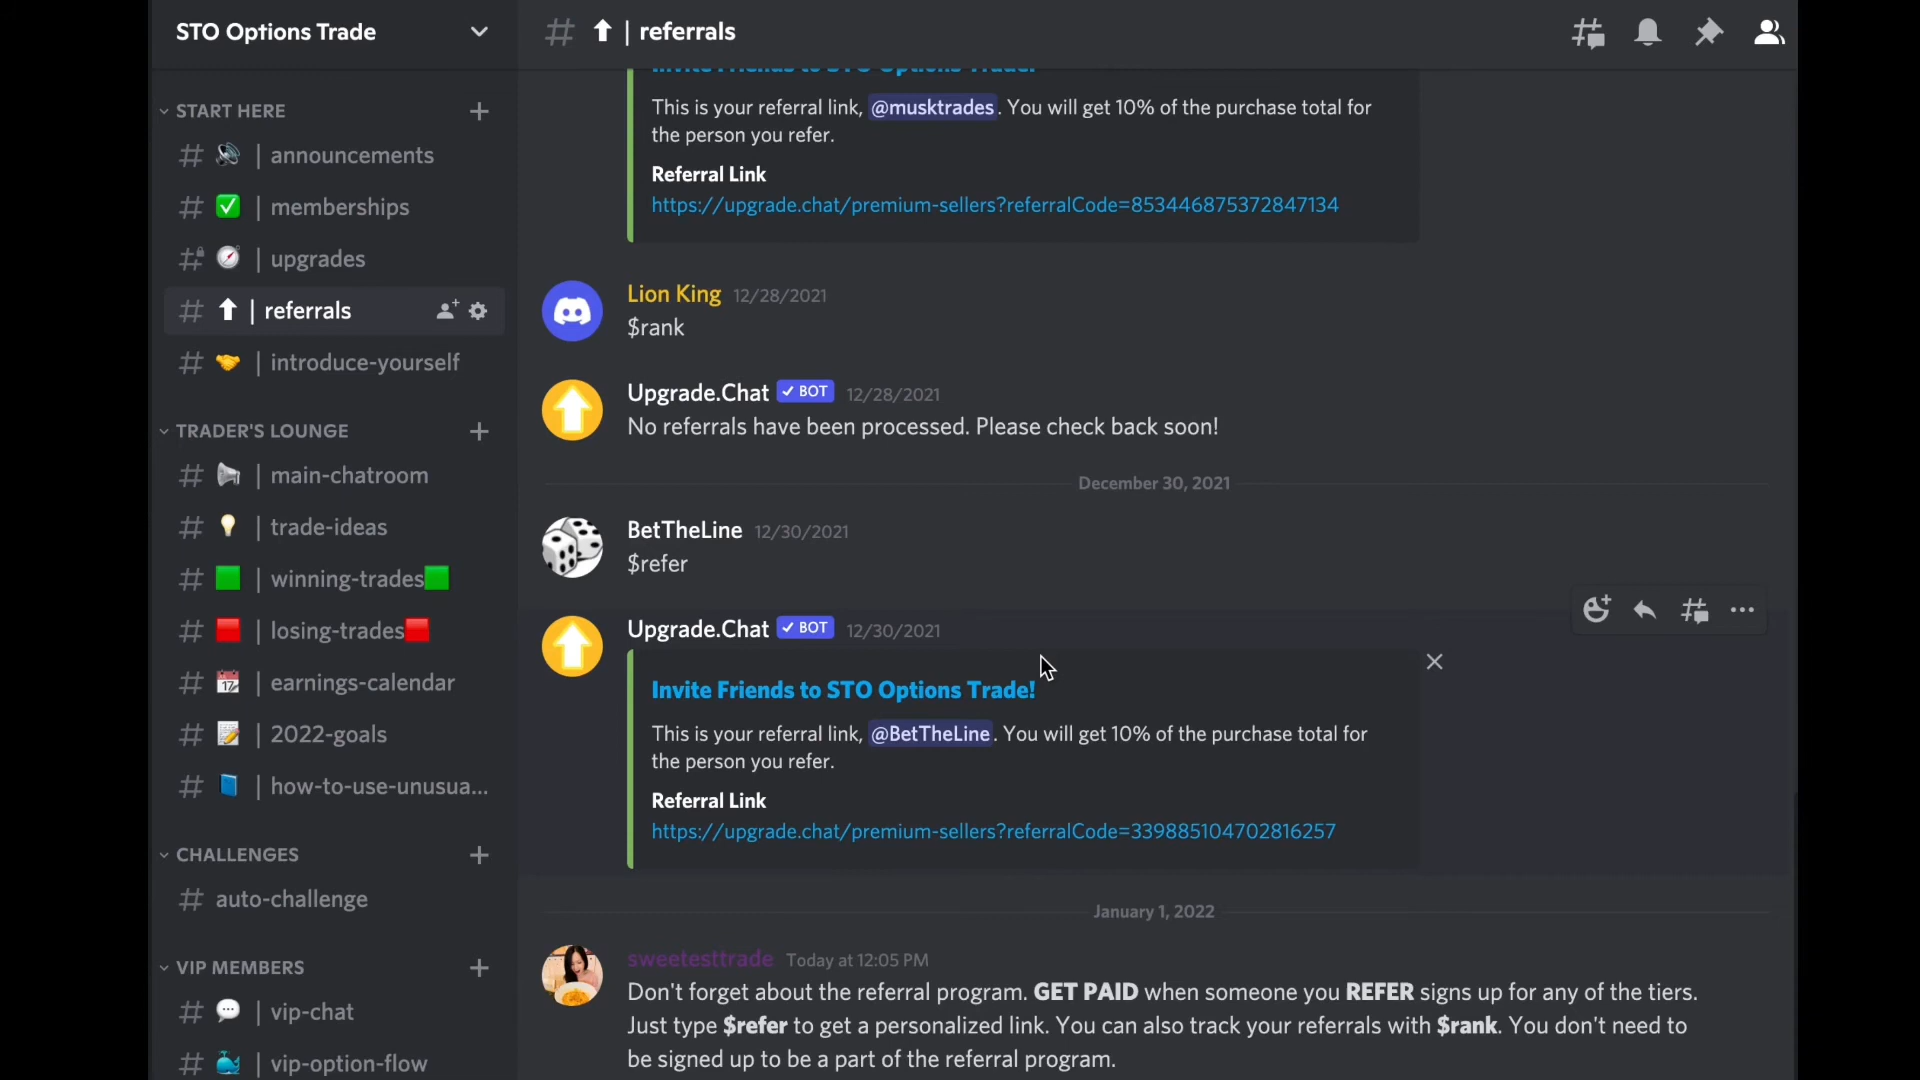 STO Options Trade
START HERE
announcements
memberships
upgrades
referrals
introduce-yourself
TRADER'S LOUNGE
main-chatroom
trade-ideas
winning-trades
losing-trades
earnings-calendar
2022-goals
how-to-use-unusua...
CHALLENGES
auto-challenge
VIP MEMBERS
vip-chat
vip-option-flow
# | referrals
Invite Friends to STO Options Trade!
This is your referral link, @musktrades. You will get 10% of the purchase total for
the person you refer.
Referral Link
https://upgrade.chat/premium-sellers?referralCode=853446875372847134
Lion King 12/28/2021
$rank
Upgrade.Chat ✓ BOT 12/28/2021
No referrals have been processed. Please check back soon!
December 30, 2021
BetTheLine 12/30/2021
$refer
Upgrade.Chat ✓ BOT 12/30/2021
Invite Friends to STO Options Trade!
This is your referral link, @BetTheLine. You will get 10% of the purchase total for
the person you refer.
Referral Link
https://upgrade.chat/premium-sellers?referralCode=339885104702816257
January 1, 2022
sweetesttrade Today at 12:05 PM
Don't forget about the referral program. GET PAID when someone you REFER signs up for any of the tiers.
Just type $refer to get a personalized link. You can also track your referrals with $rank. You don't need to
be signed up to be a part of the referral program.